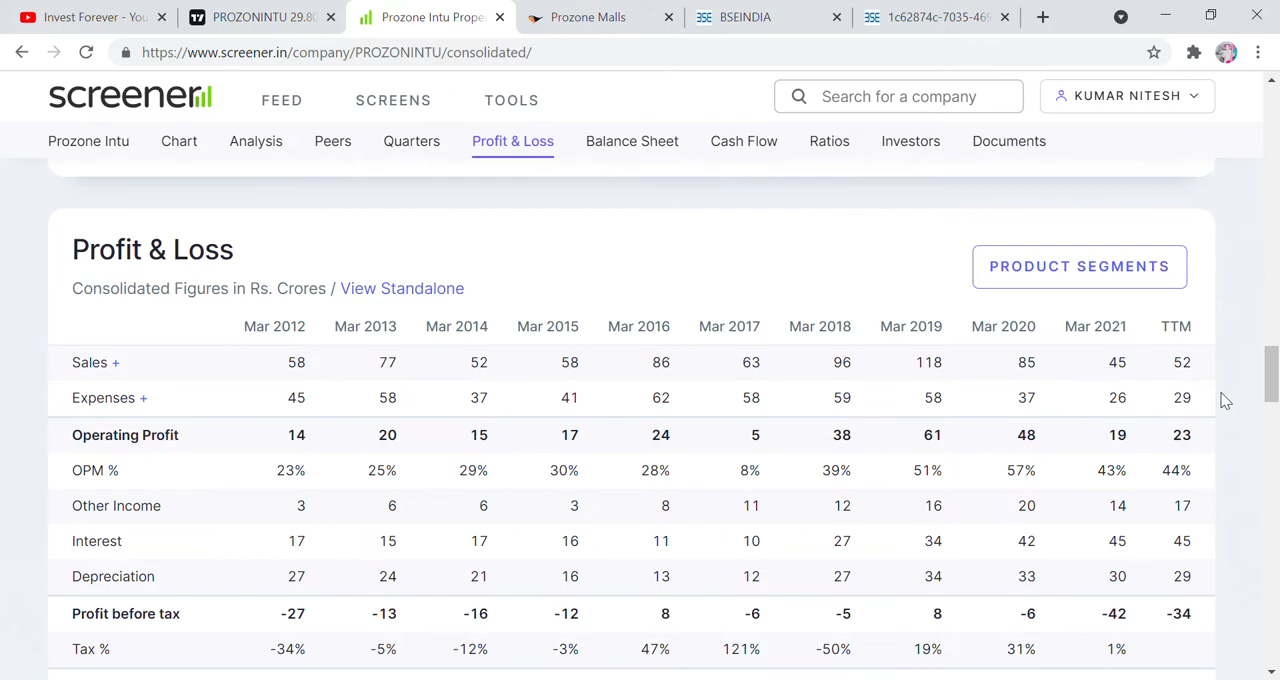 Invest Forever - You
PROZONINTU 29.80
Prozone Intu Proper
Prozone Malls
BSEINDIA
1c62874c-7035-469
https://www.screener.in/company/PROZONINTU/consolidated/
screener
FEED SCREENS TOOLS
Search for a company
KUMAR NITESH
Prozone Intu Chart Analysis Peers Quarters Profit & Loss Balance Sheet Cash Flow Ratios Investors Documents
Profit & Loss
PRODUCT SEGMENTS
Consolidated Figures in Rs. Crores / View Standalone
Mar 2012 Mar 2013 Mar 2014 Mar 2015 Mar 2016 Mar 2017 Mar 2018 Mar 2019 Mar 2020 Mar 2021 TTM
Sales + 58 77 52 58 86 63 96 118 85 45 52
Expenses + 45 58 37 41 62 58 59 58 37 26 29
Operating Profit 14 20 15 17 24 5 38 61 48 19 23
OPM % 23% 25% 29% 30% 28% 8% 39% 51% 57% 43% 44%
Other Income 3 6 6 3 8 11 12 16 20 14 17
Interest 17 15 17 16 11 10 27 34 42 45 45
Depreciation 27 24 21 16 13 12 27 34 33 30 29
Profit before tax -27 -13 -16 -12 8 -6 -5 8 -6 -42 -34
Tax % -34% -5% -12% -3% 47% 121% -50% 19% 31% 1%